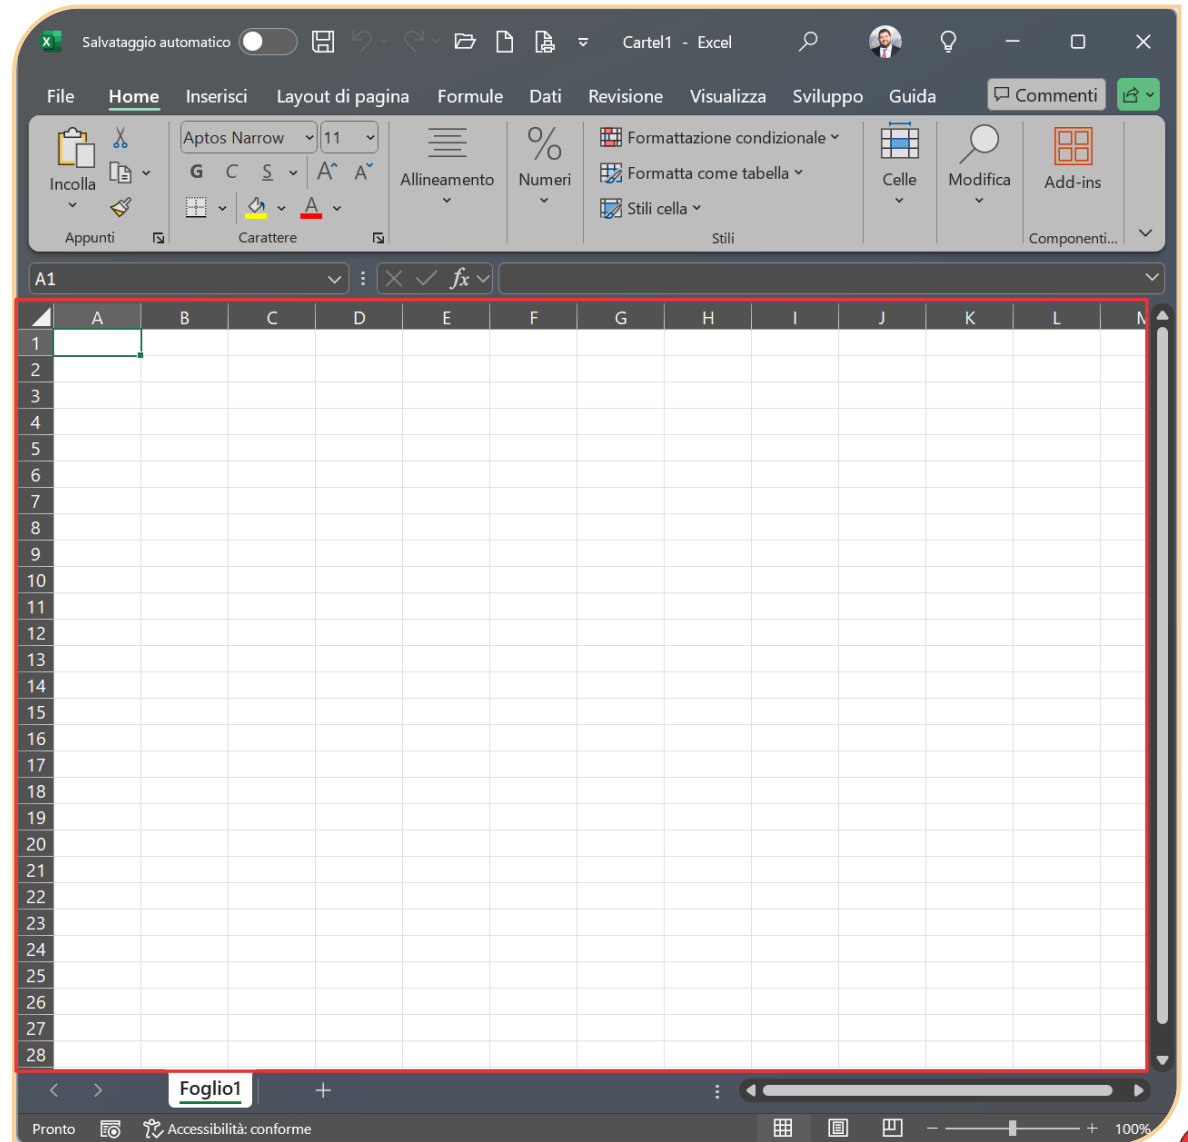 Salvataggio automatico Cartel1 - Excel
File Home Inserisci Layout di pagina Formule Dati Revisione Visualizza Sviluppo Guida Commenti
Incolla
Appunti
Aptos Narrow 11
G C S A A
A
Carattere
Allineamento
% Numeri
Formattazione condizionale
Formatta come tabella
Stili cella
Stili
Celle
Modifica
Add-ins
Componenti...
A1 fx
A B C D E F G H I J K L
1
2
3
4
5
6
7
8
9
10
11
12
13
14
15
16
17
18
19
20
21
22
23
24
25
26
27
28
Foglio1
Pronto Accessibilità: conforme 100%